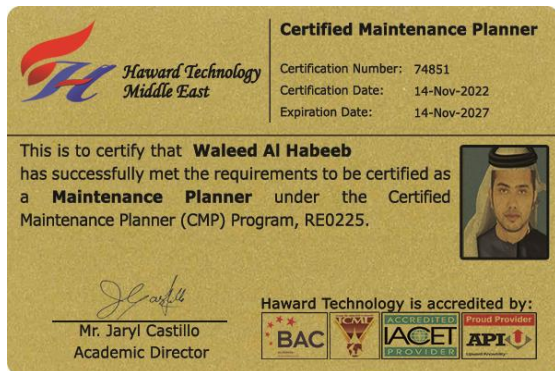 Haward Technology
Middle East
Certified Maintenance Planner
Certification Number: 74851
Certification Date: 14-Nov-2022
Expiration Date: 14-Nov-2027
This is to certify that Waleed Al Habeeb
has successfully met the requirements to be certified as
a Maintenance Planner under the Certified
Maintenance Planner (CMP) Program, RE0225.
Mr. Jaryl Castillo
Academic Director
Haward Technology is accredited by:
BAC
ACCREDITED
IACET
PROVIDER
Proud Provider
API